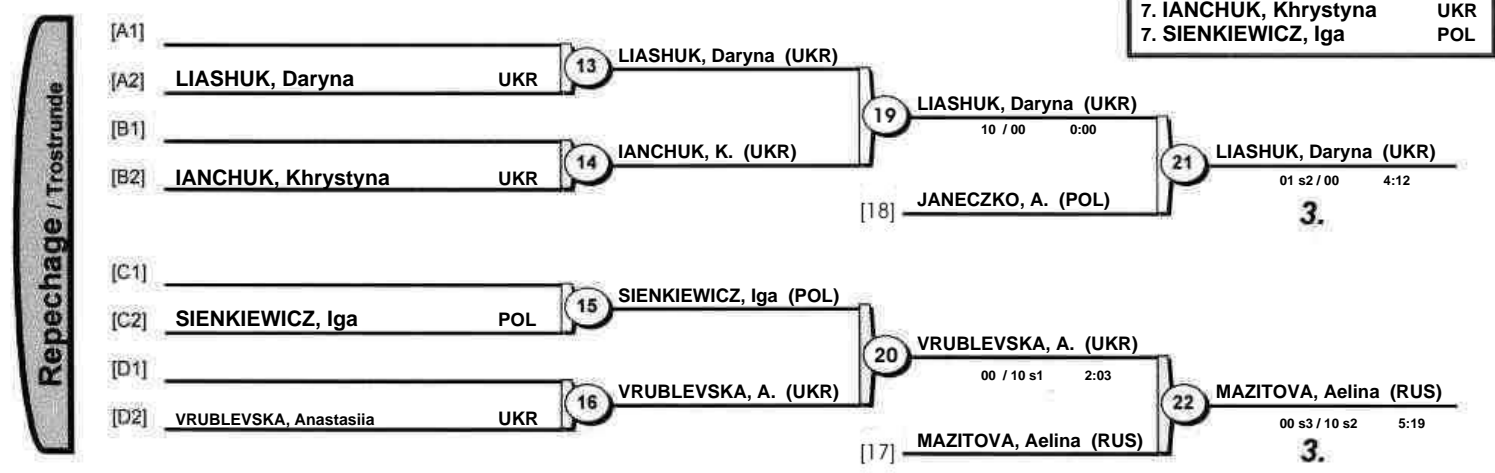 7. IANCHUK, Khrystyna UKR
7. SIENKIEWICZ, Iga POL
Repechage / Trostrunde
[A1]
[A2] LIASHUK, Daryna UKR
13 LIASHUK, Daryna (UKR)
[B1]
[B2] IANCHUK, Khrystyna UKR
14 IANCHUK, K. (UKR)
19 LIASHUK, Daryna (UKR)
10 / 00 0:00
[18] JANECZKO, A. (POL)
21 LIASHUK, Daryna (UKR)
01 s2 / 00 4:12
3.
[C1]
[C2] SIENKIEWICZ, Iga POL
15 SIENKIEWICZ, Iga (POL)
[D1]
[D2] VRUBLEVSKA, Anastasiia UKR
16 VRUBLEVSKA, A. (UKR)
20 VRUBLEVSKA, A. (UKR)
00 / 10 s1 2:03
[17] MAZITOVA, Aelina (RUS)
22 MAZITOVA, Aelina (RUS)
00 s3 / 10 s2 5:19
3.